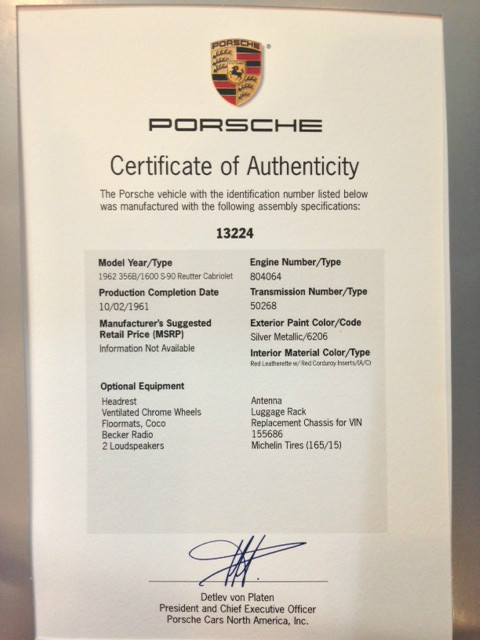 PORSCHE
®
PORSCHE
Certificate of Authenticity
The Porsche vehicle with the identification number listed below
was manufactured with the following assembly specifications:
13224
Model Year/Type
1962 356B/1600 S-90 Reutter Cabriolet
Production Completion Date
10/02/1961
Manufacturer's Suggested
Retail Price (MSRP)
Information Not Available
Engine Number/Type
804064
Transmission Number/Type
50268
Exterior Paint Color/Code
Silver Metallic/6206
Interior Material Color/Type
Red Leatherette w/ Red Corduroy Inserts/(A/C)
Optional Equipment
Headrest
Ventilated Chrome Wheels
Floormats, Coco
Becker Radio
2 Loudspeakers
Antenna
Luggage Rack
Replacement Chassis for VIN
155686
Michelin Tires (165/15)
Detlev von Platen
President and Chief Executive Officer
Porsche Cars North America, Inc.